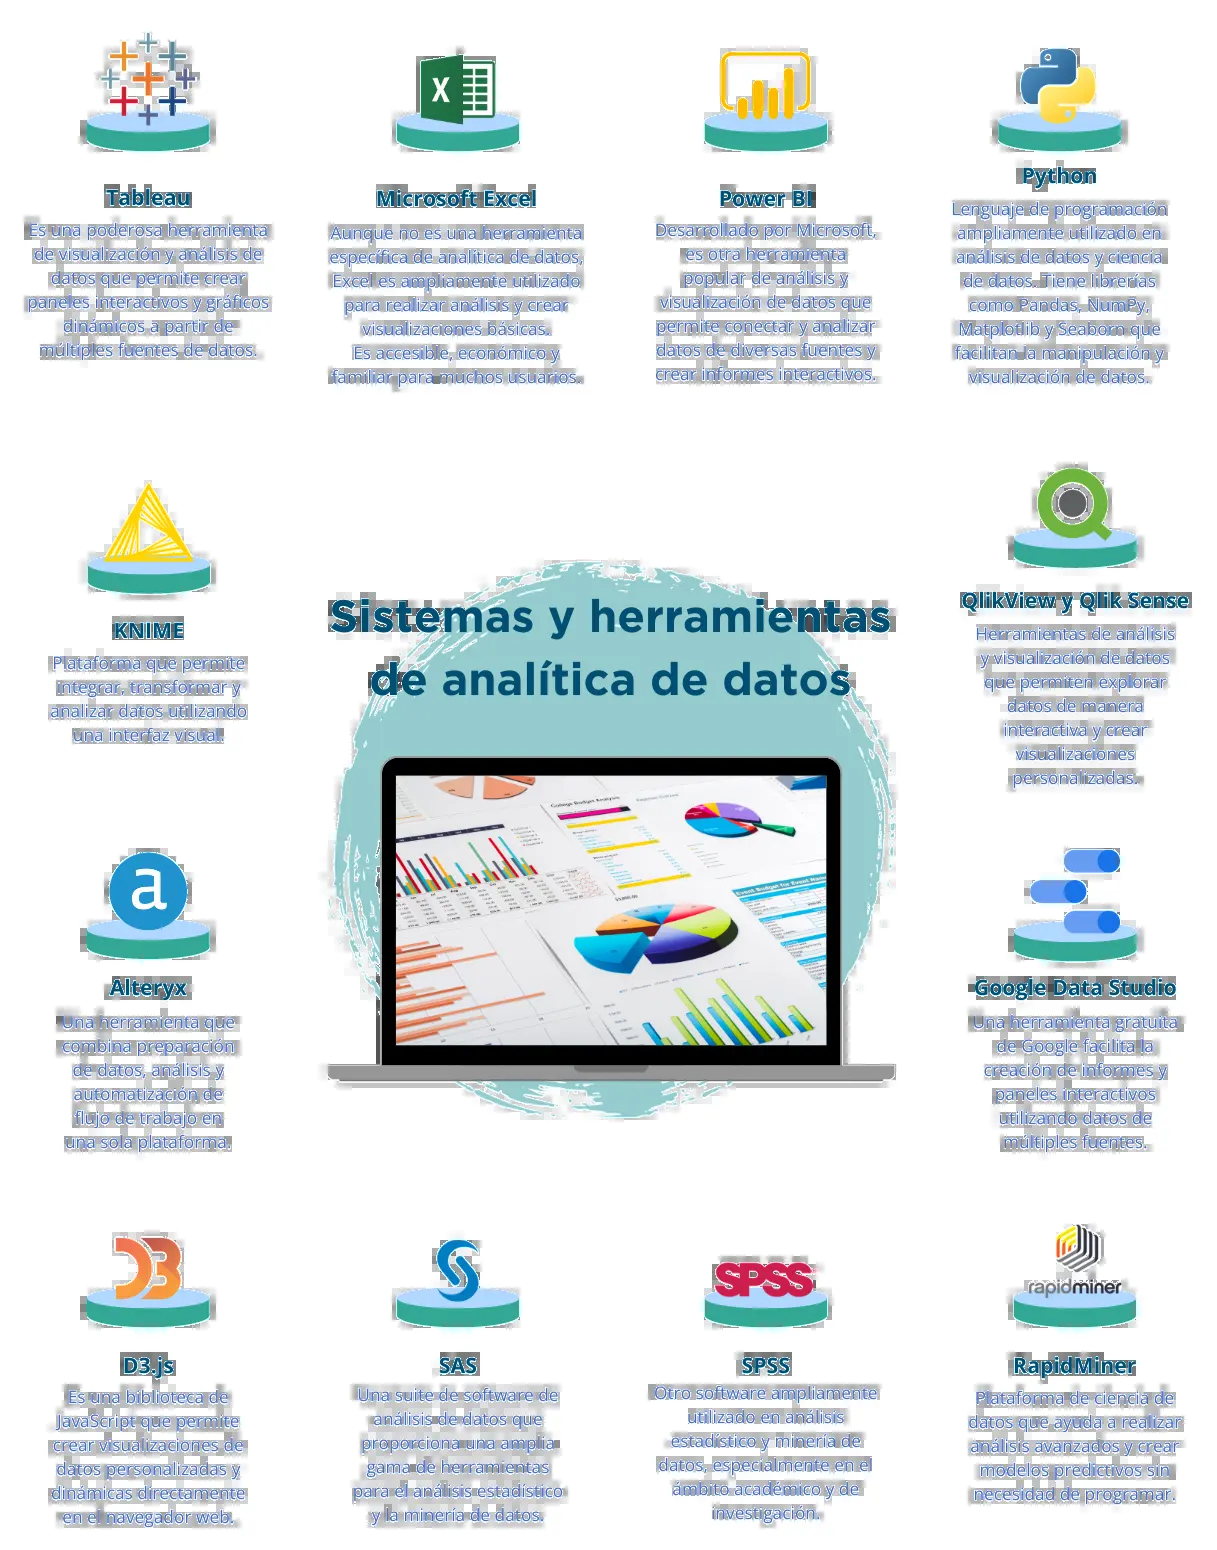 Tableau
Es una poderosa herramienta
de visualización y análisis de
datos que permite crear
paneles interactivos y gráficos
dinámicos a partir de
múltiples fuentes de datos.
Microsoft Excel
Aunque no es una herramienta
específica de analítica de datos,
Excel es ampliamente utilizado
para realizar análisis y crear
visualizaciones básicas.
Es accesible, económico y
familiar para muchos usuarios.
Power BI
Desarrollado por Microsoft,
es otra herramienta
popular de análisis y
visualización de datos que
permite conectar y analizar
datos de diversas fuentes y
crear informes interactivos.
Python
Lenguaje de programación
ampliamente utilizado en
análisis de datos y ciencia
de datos. Tiene librerías
como Pandas, NumPy,
Matplotlib y Seaborn que
facilitan la manipulación y
visualización de datos.
KNIME
Plataforma que permite
integrar, transformar y
analizar datos utilizando
una interfaz visual.
Sistemas y herramientas
de analítica de datos
College Budget Analysis
QlikView y Qlik Sense
Herramientas de análisis
y visualización de datos
que permiten explorar
datos de manera
interactiva y crear
visualizaciones
personalizadas.
a
Alteryx
Una herramienta que
combina preparación
de datos, análisis y
automatización de
flujo de trabajo en
una sola plataforma.
Google Data Studio
Una herramienta gratuita
de Google facilita la
creación de informes y
paneles interactivos
utilizando datos de
múltiples fuentes.
D3
D3.js
Es una biblioteca de
JavaScript que permite
crear visualizaciones de
datos personalizadas y
dinámicas directamente
en el navegador web.
SAS
Una suite de software de
análisis de datos que
proporciona una amplia
gama de herramientas
para el análisis estadístico
y la minería de datos.
SPSS
SPSS
Otro software ampliamente
utilizado en análisis
estadístico y minería de
datos, especialmente en el
ámbito académico y de
investigación.
rapidminer
RapidMiner
Plataforma de ciencia de
datos que ayuda a realizar
análisis avanzados y crear
modelos predictivos sin
necesidad de programar.